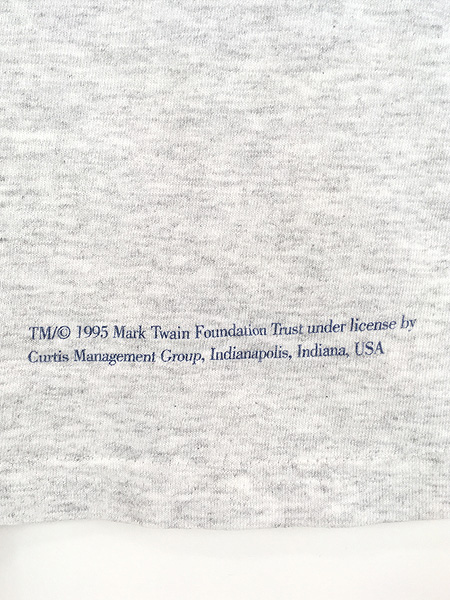 TM/© 1995 Mark Twain Foundation Trust under license by
Curtis Management Group, Indianapolis, Indiana, USA